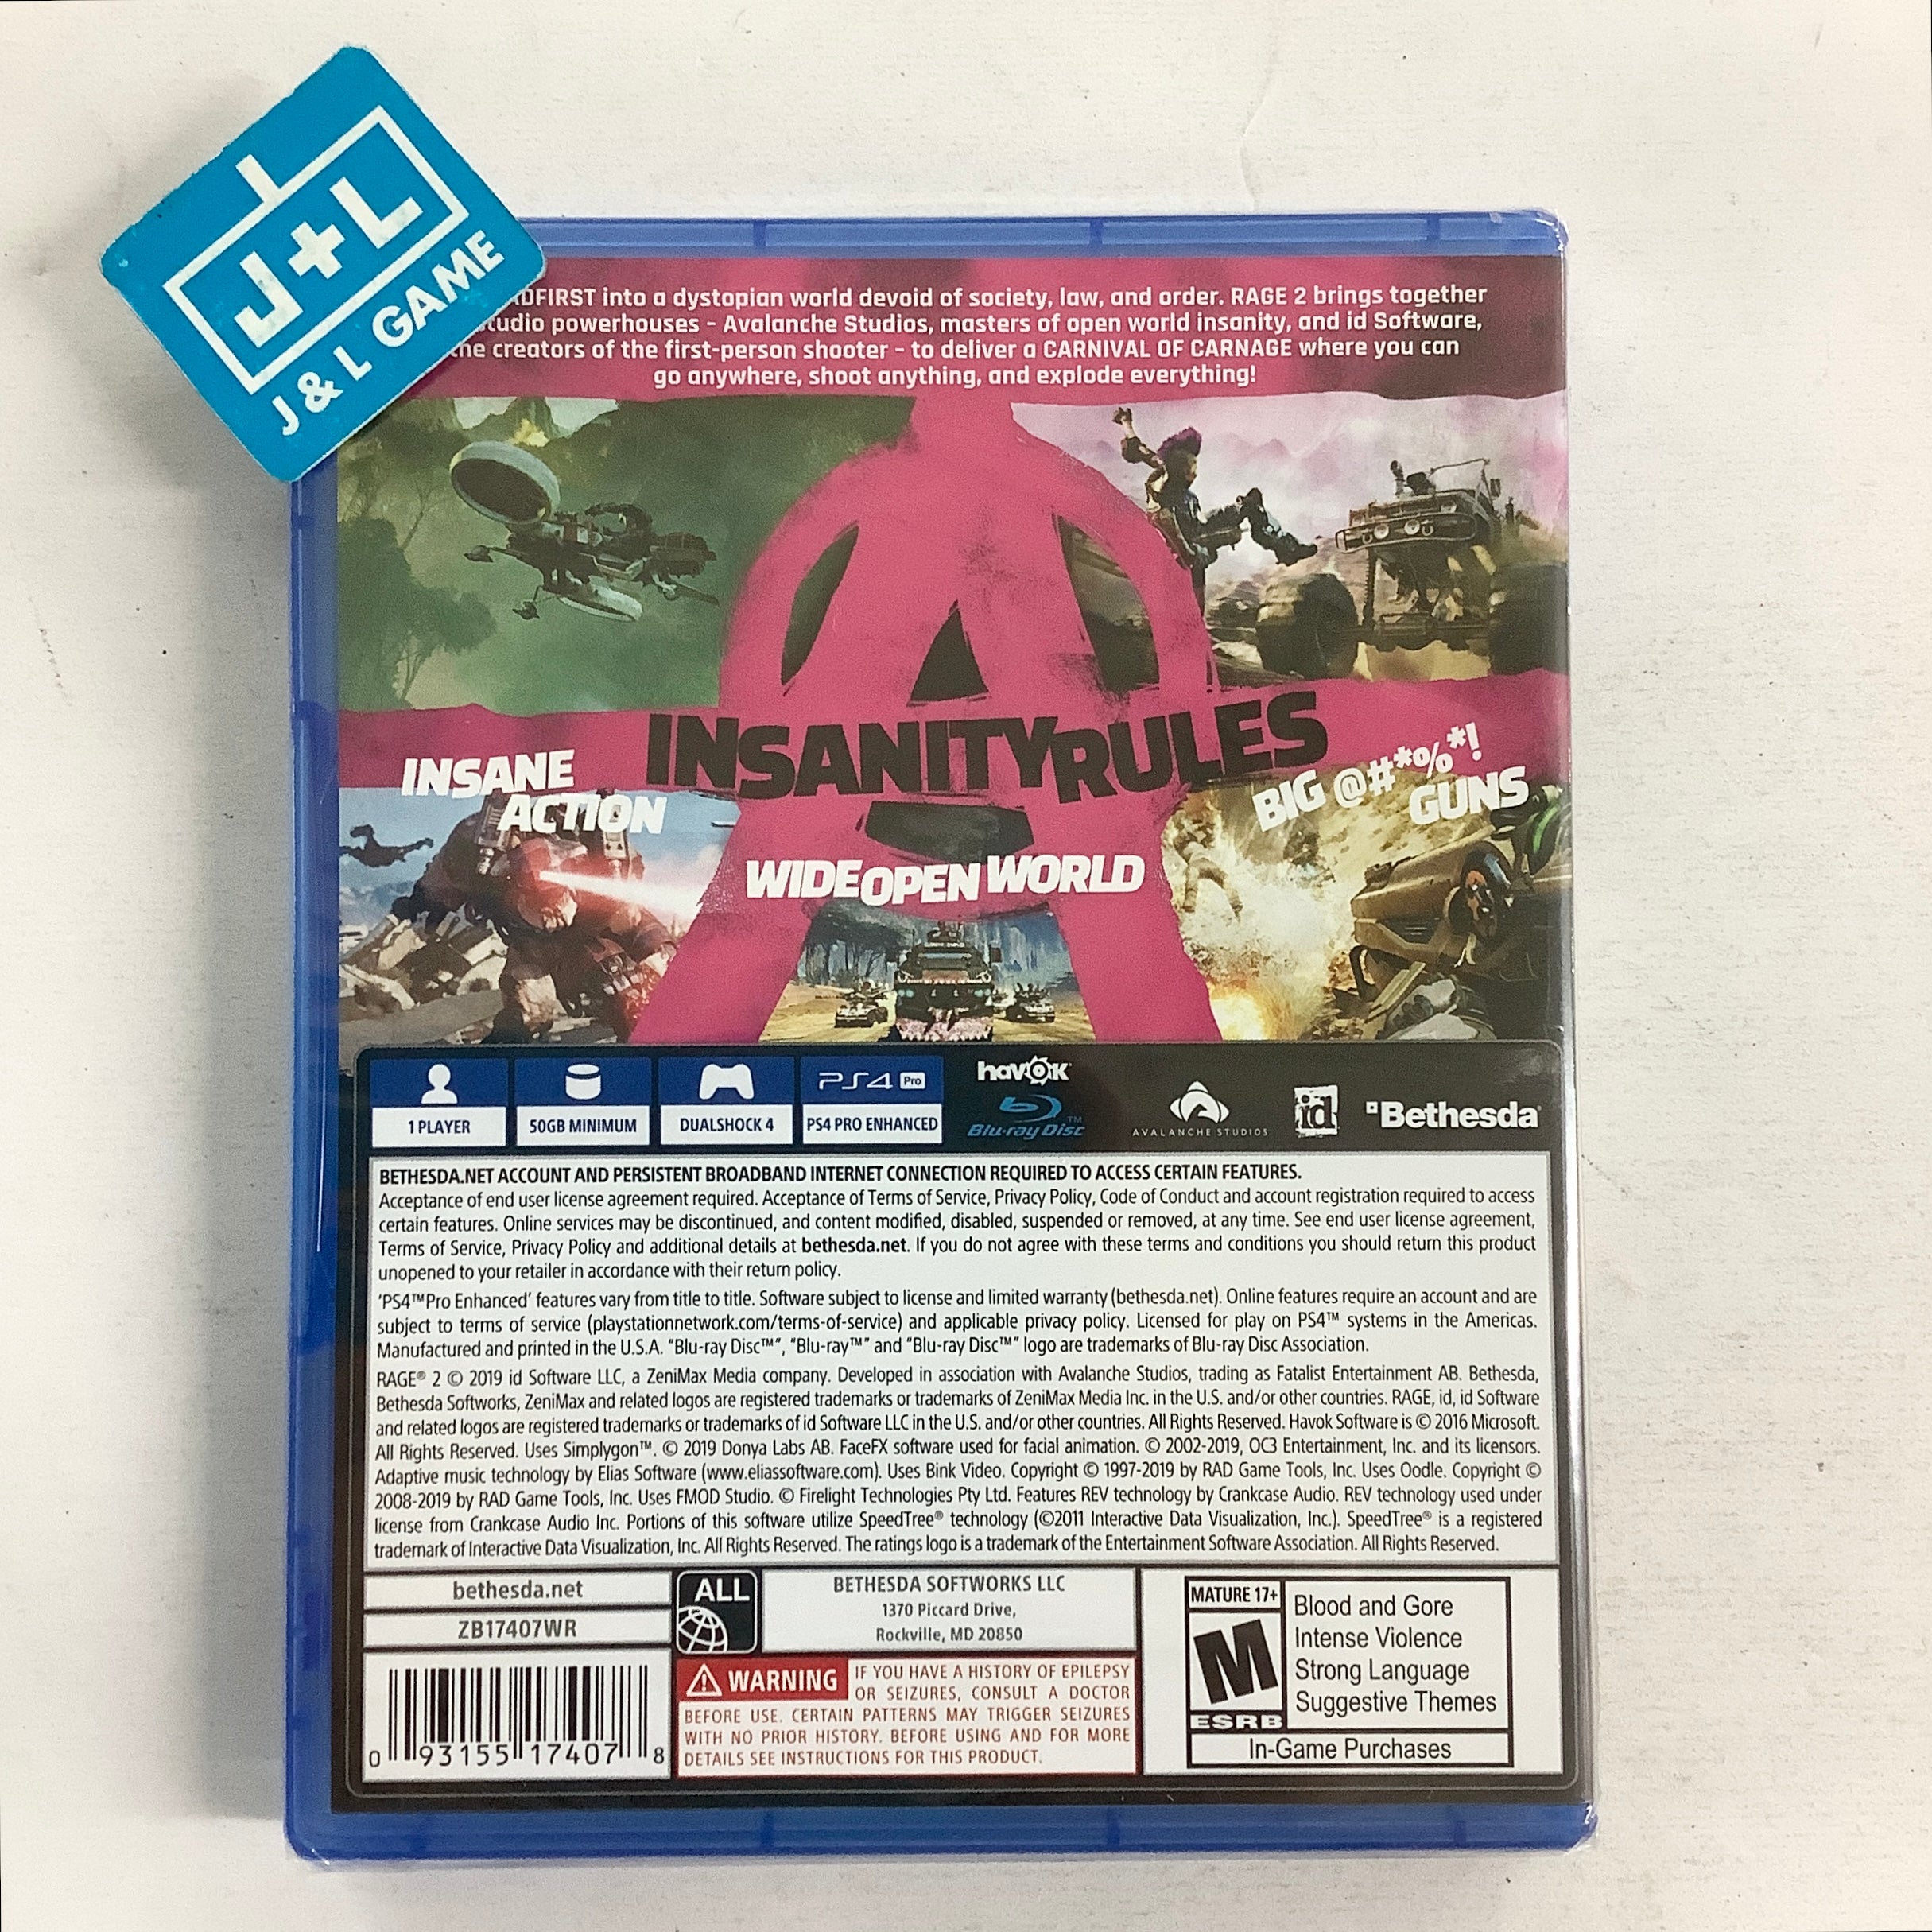 J+L
J & L GAME
ADFIRST into a dystopian world devoid of society, law, and order. RAGE 2 brings together
studio powerhouses – Avalanche Studios, masters of open world insanity, and id Software,
the creators of the first-person shooter – to deliver a CARNIVAL OF CARNAGE where you can
go anywhere, shoot anything, and explode everything!
INSANITY RULES
INSANE
ACTION
BIG @#*%*!
GUNS
WIDE OPEN WORLD
1 PLAYER
50GB MINIMUM
DUALSHOCK 4
PS4 Pro
PS4 PRO ENHANCED
havok
Blu-ray Disc™
AVALANCHE STUDIOS
id
Bethesda
BETHESDA.NET ACCOUNT AND PERSISTENT BROADBAND INTERNET CONNECTION REQUIRED TO ACCESS CERTAIN FEATURES.
Acceptance of end user license agreement required. Acceptance of Terms of Service, Privacy Policy, Code of Conduct and account registration required to access
certain features. Online services may be discontinued, and content modified, disabled, suspended or removed, at any time. See end user license agreement,
Terms of Service, Privacy Policy and additional details at bethesda.net. If you do not agree with these terms and conditions you should return this product
unopened to your retailer in accordance with their return policy.
'PS4™Pro Enhanced' features vary from title to title. Software subject to license and limited warranty (bethesda.net). Online features require an account and are
subject to terms of service (playstationnetwork.com/terms-of-service) and applicable privacy policy. Licensed for play on PS4™ systems in the Americas.
Manufactured and printed in the U.S.A. "Blu-ray Disc™", "Blu-ray™" and "Blu-ray Disc™" logo are trademarks of Blu-ray Disc Association.
RAGE® 2 © 2019 id Software LLC, a ZeniMax Media company. Developed in association with Avalanche Studios, trading as Fatalist Entertainment AB. Bethesda,
Bethesda Softworks, ZeniMax and related logos are registered trademarks or trademarks of ZeniMax Media Inc. in the U.S. and/or other countries. RAGE, id, id Software
and related logos are registered trademarks or trademarks of id Software LLC in the U.S. and/or other countries. All Rights Reserved. Havok Software is © 2016 Microsoft.
All Rights Reserved. Uses Simplygon™. © 2019 Donya Labs AB. FaceFX software used for facial animation. © 2002-2019, OC3 Entertainment, Inc. and its licensors.
Adaptive music technology by Elias Software (www.eliassoftware.com). Uses Bink Video. Copyright © 1997-2019 by RAD Game Tools, Inc. Uses Oodle. Copyright ©
2008-2019 by RAD Game Tools, Inc. Uses FMOD Studio. © Firelight Technologies Pty Ltd. Features REV technology by Crankcase Audio. REV technology used under
license from Crankcase Audio Inc. Portions of this software utilize SpeedTree® technology (©2011 Interactive Data Visualization, Inc.). SpeedTree® is a registered
trademark of Interactive Data Visualization, Inc. All Rights Reserved. The ratings logo is a trademark of the Entertainment Software Association. All Rights Reserved.
bethesda.net
ZB17407WR
0 93155 17407 8
ALL
BETHESDA SOFTWORKS LLC
1370 Piccard Drive,
Rockville, MD 20850
WARNING IF YOU HAVE A HISTORY OF EPILEPSY
OR SEIZURES, CONSULT A DOCTOR
BEFORE USE. CERTAIN PATTERNS MAY TRIGGER SEIZURES
WITH NO PRIOR HISTORY. BEFORE USING AND FOR MORE
DETAILS SEE INSTRUCTIONS FOR THIS PRODUCT.
MATURE 17+
M
ESRB
Blood and Gore
Intense Violence
Strong Language
Suggestive Themes
In-Game Purchases